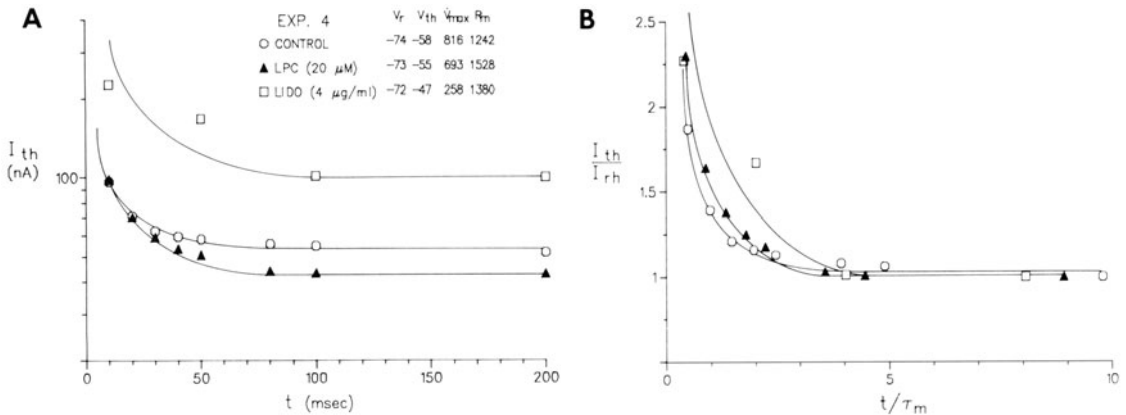 A
EXP. 4
Vr Vth V̇max Rm
○ CONTROL -74 -58 816 1242
▲ LPC (20 μM) -73 -55 693 1528
□ LIDO (4 μg/ml) -72 -47 258 1380
Ith
(nA)
100
0 50 100 150 200
t (msec)
B
2.5
2
Ith
Irh
1.5
1
0 5 10
t/τm